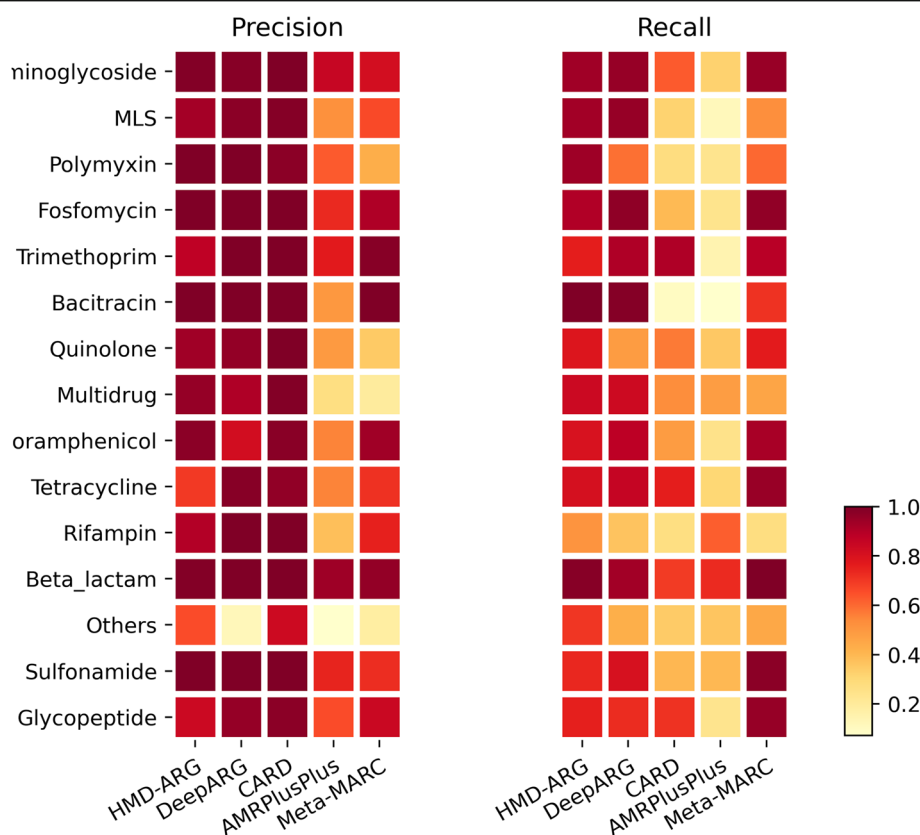 Precision
Recall
minoglycoside
MLS
Polymyxin
Fosfomycin
Trimethoprim
Bacitracin
Quinolone
Multidrug
oramphenicol
Tetracycline
Rifampin
Beta_lactam
Others
Sulfonamide
Glycopeptide
HMD-ARG
DeepARG
CARD
AMRPlusPlus
Meta-MARC
HMD-ARG
DeepARG
CARD
AMRPlusPlus
Meta-MARC
1.0
0.8
0.6
0.4
0.2